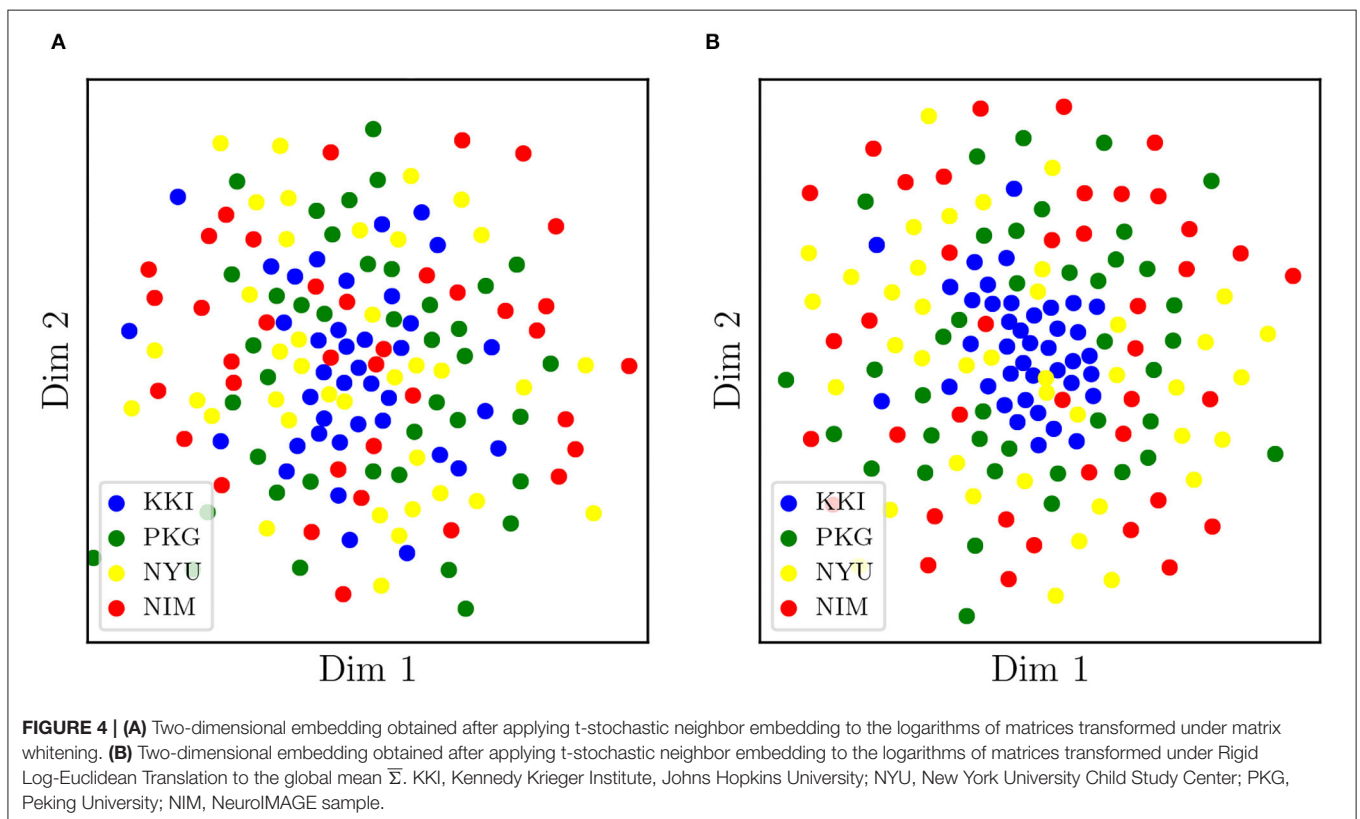 A
B
Dim 2
KKI
PKG
NYU
NIM
Dim 1
Dim 2
KKI
PKG
NYU
NIM
Dim 1
FIGURE 4 | (A) Two-dimensional embedding obtained after applying t-stochastic neighbor embedding to the logarithms of matrices transformed under matrix
whitening. (B) Two-dimensional embedding obtained after applying t-stochastic neighbor embedding to the logarithms of matrices transformed under Rigid
Log-Euclidean Translation to the global mean Σ̅. KKI, Kennedy Krieger Institute, Johns Hopkins University; NYU, New York University Child Study Center; PKG,
Peking University; NIM, NeuroIMAGE sample.